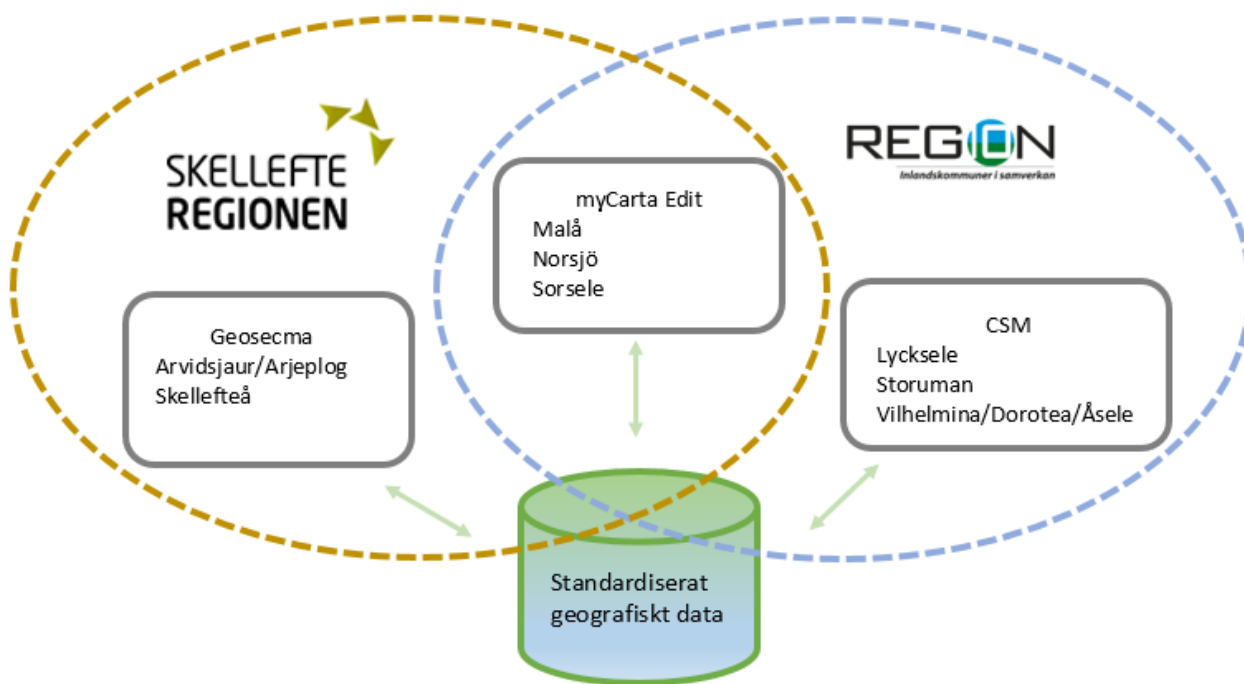 SKELLEFTE
REGIONEN
REGION
Inlandskommuner i samverkan
myCarta Edit
Malå
Norsjö
Sorsele
Geosecma
Arvidsjaur/Arjeplog
Skellefteå
CSM
Lycksele
Storuman
Vilhelmina/Dorotea/Åsele
Standardiserat
geografiskt data